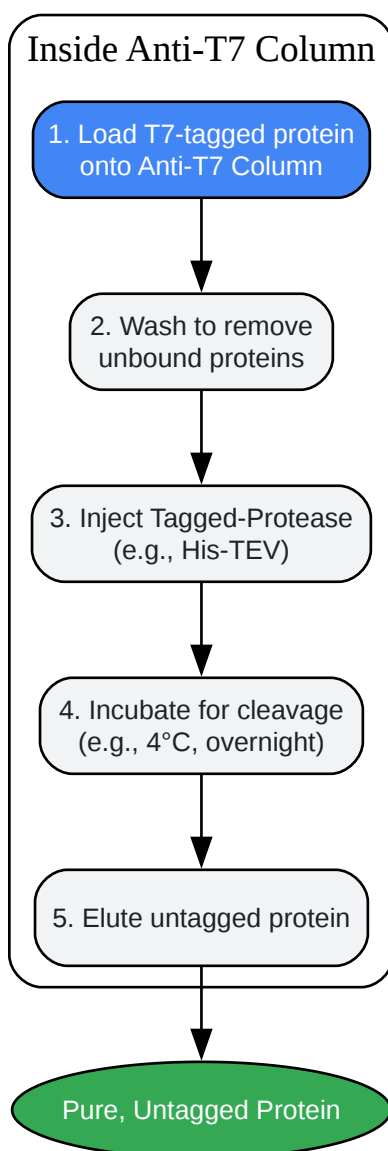 Inside Anti-T7 Column
1. Load T7-tagged protein
onto Anti-T7 Column
2. Wash to remove
unbound proteins
3. Inject Tagged-Protease
(e.g., His-TEV)
4. Incubate for cleavage
(e.g., 4°C, overnight)
5. Elute untagged protein
Pure, Untagged Protein